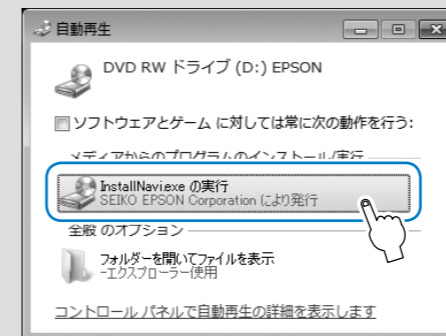 自動再生
DVD RW ドライブ (D:) EPSON
ソフトウェアとゲーム に対しては常に次の動作を行う:
メディアからのプログラムのインストール/実行
InstallNavi.exe の実行
SEIKO EPSON Corporation により発行
全般 のオプション
フォルダーを開いてファイルを表示
-エクスプローラー使用
コントロール パネルで自動再生の詳細を表示します